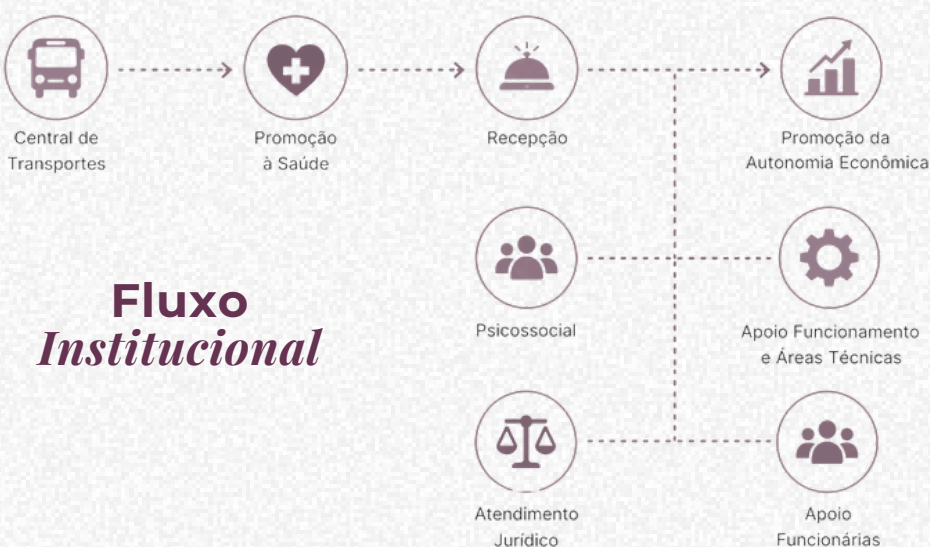 Central de
Transportes
Promoção
à Saúde
Recepção
Promoção da
Autonomia Econômica
Fluxo
Institucional
Psicossocial
Apoio Funcionamento
e Áreas Técnicas
Atendimento
Jurídico
Apoio
Funcionárias